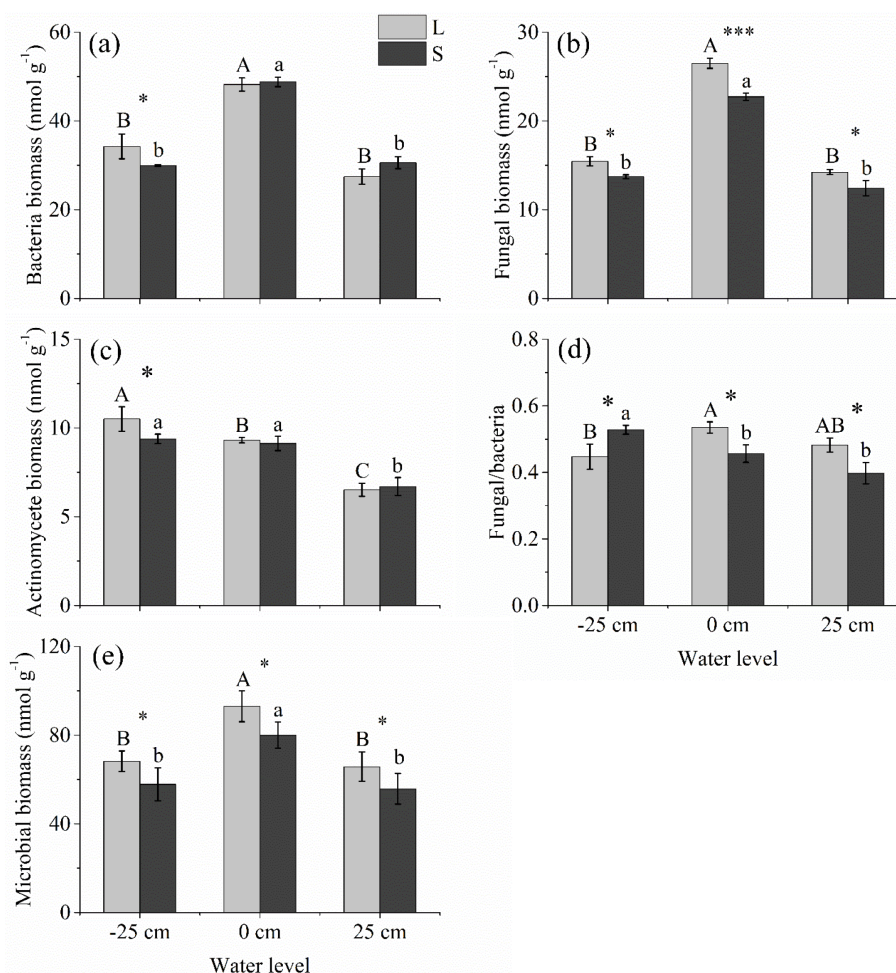 (a)
L
S
Bacteria biomass (nmol g-1)
60
40
20
0
B
*
b
A
a
B
b
(b)
Fungal biomass (nmol g-1)
30
20
10
0
B
*
b
A
***
a
B
*
b
(c)
Actinomycete biomass (nmol g-1)
15
10
5
0
A
*
a
B
a
C
b
(d)
Fungal/bacteria
0.8
0.6
0.4
0.2
0.0
B
*
a
A
*
b
AB
*
b
-25 cm 0 cm 25 cm
Water level
(e)
Microbial biomass (nmol g-1)
120
80
40
0
B
*
b
A
*
a
B
*
b
-25 cm 0 cm 25 cm
Water level